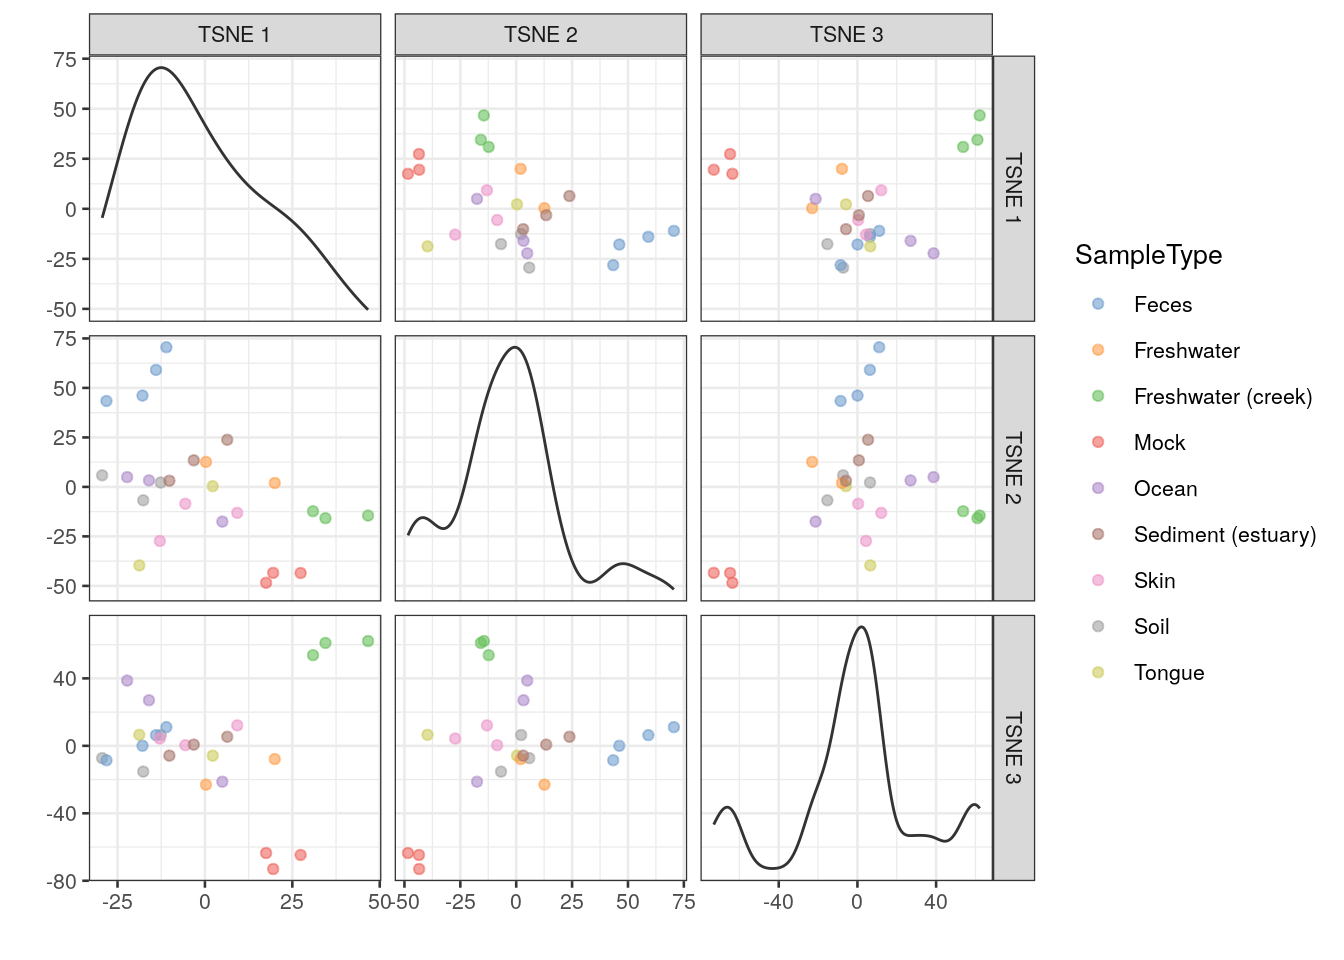 TSNE 1 TSNE 2 TSNE 3
75
50
25
0
-25
-50
TSNE 1
75
50
25
0
-25
-50
TSNE 2
40
0
-40
-80
TSNE 3
-25 0 25 50 -50 -25 0 25 50 75 -40 0 40
SampleType
Feces
Freshwater
Freshwater (creek)
Mock
Ocean
Sediment (estuary)
Skin
Soil
Tongue